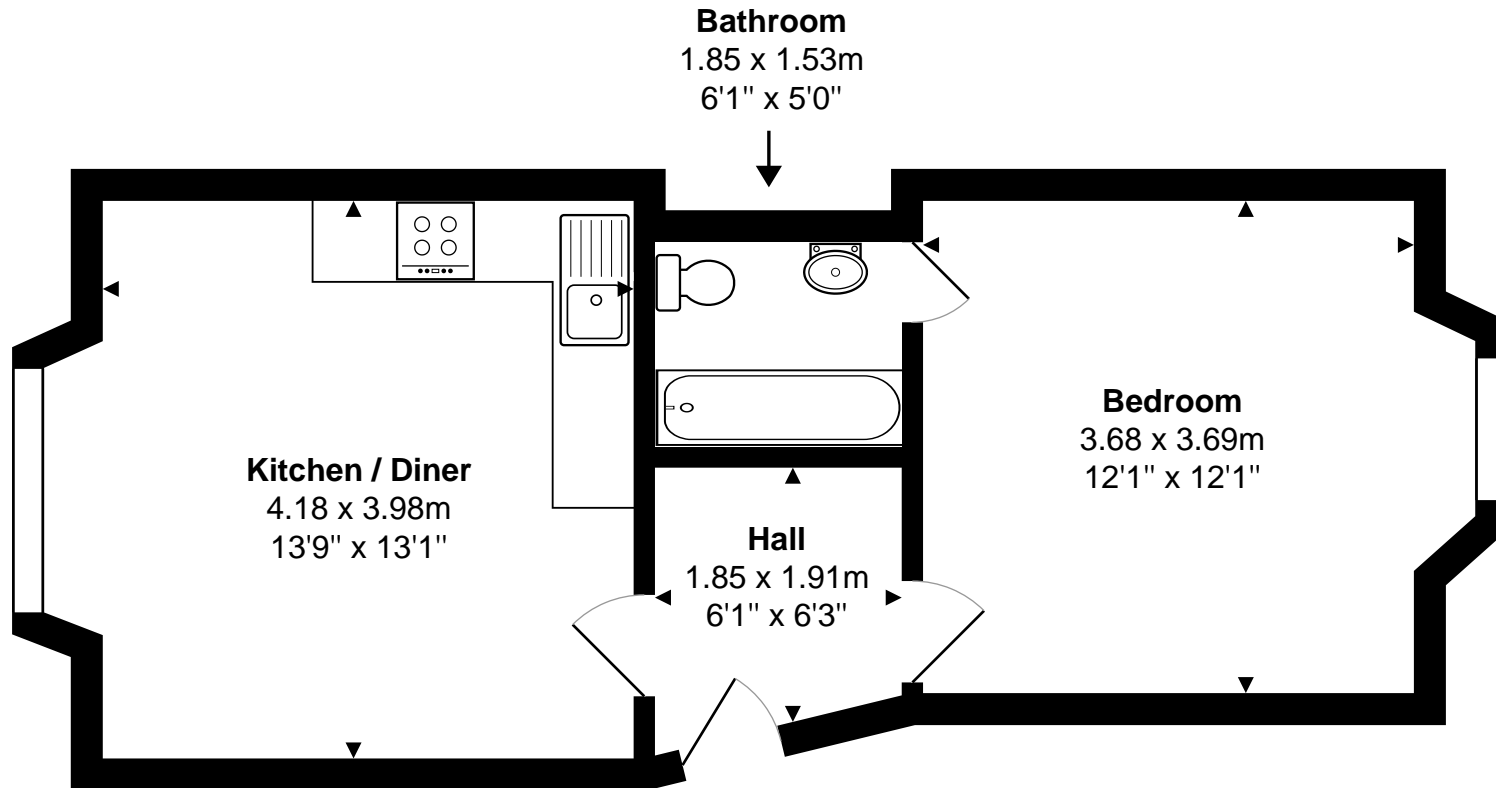 Bathroom
1.85 x 1.53m
6'1" x 5'0"
Kitchen / Diner
4.18 x 3.98m
13'9" x 13'1"
Hall
1.85 x 1.91m
6'1" x 6'3"
Bedroom
3.68 x 3.69m
12'1" x 12'1"